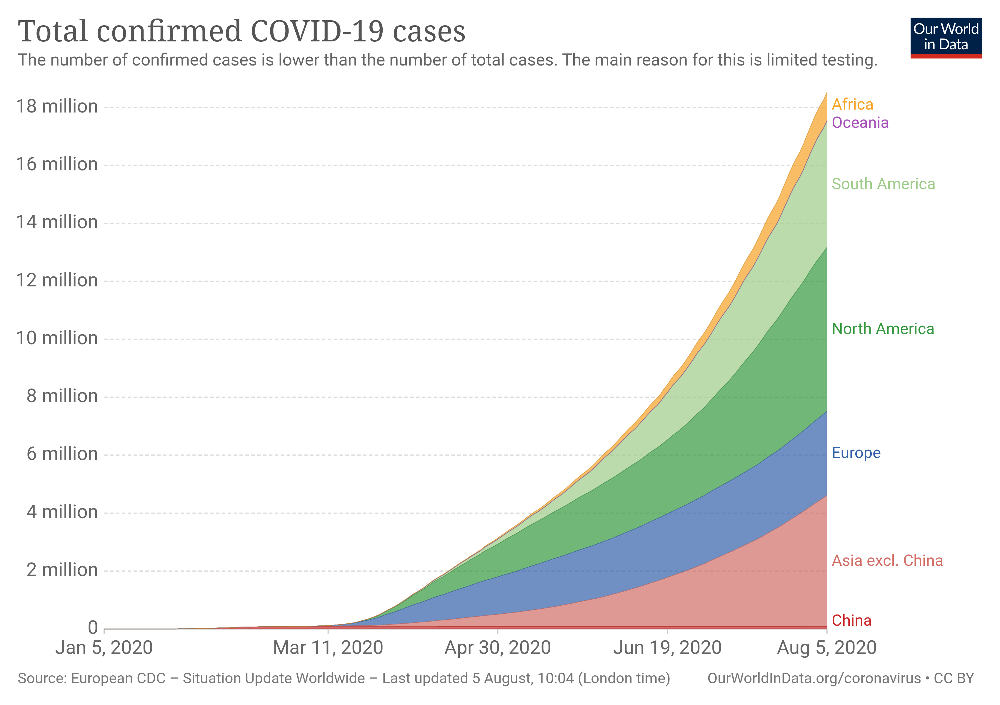 Total confirmed COVID-19 cases
The number of confirmed cases is lower than the number of total cases. The main reason for this is limited testing.
Our World
in Data
18 million
16 million
14 million
12 million
10 million
8 million
6 million
4 million
2 million
0
Africa
Oceania
South America
North America
Europe
Asia excl. China
China
Jan 5, 2020
Mar 11, 2020
Apr 30, 2020
Jun 19, 2020
Aug 5, 2020
Source: European CDC – Situation Update Worldwide – Last updated 5 August, 10:04 (London time)
OurWorldInData.org/coronavirus • CC BY